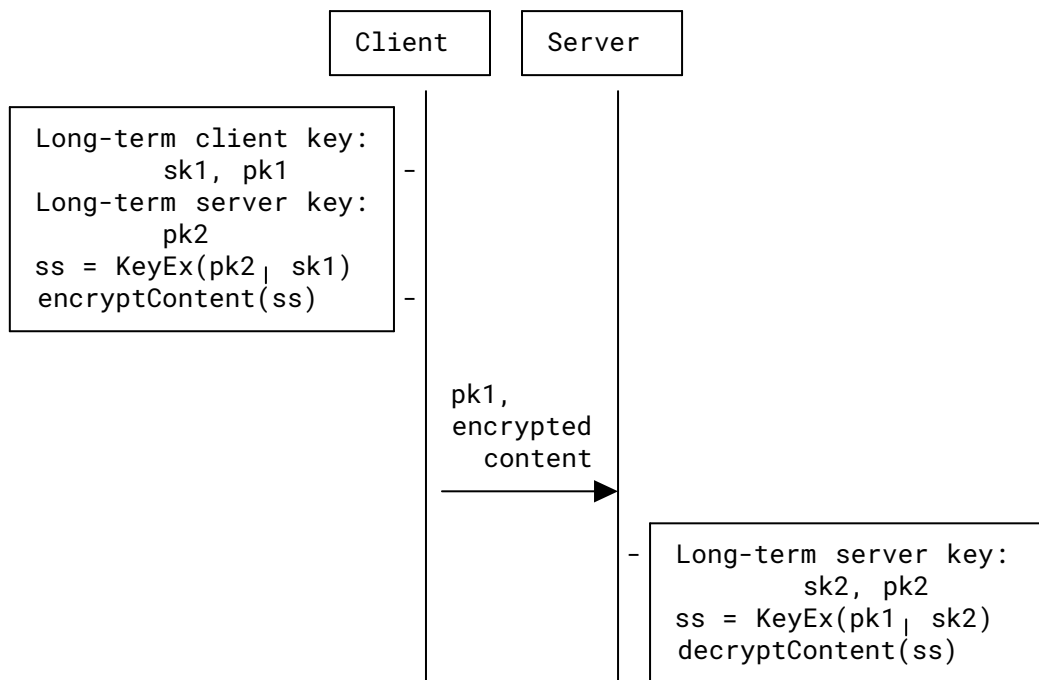 Client
Server
Long-term client key:
sk1, pk1
Long-term server key:
pk2
ss = KeyEx(pk2╷ sk1)
encryptContent(ss)
pk1,
encrypted
content
Long-term server key:
sk2, pk2
ss = KeyEx(pk1╷ sk2)
decryptContent(ss)